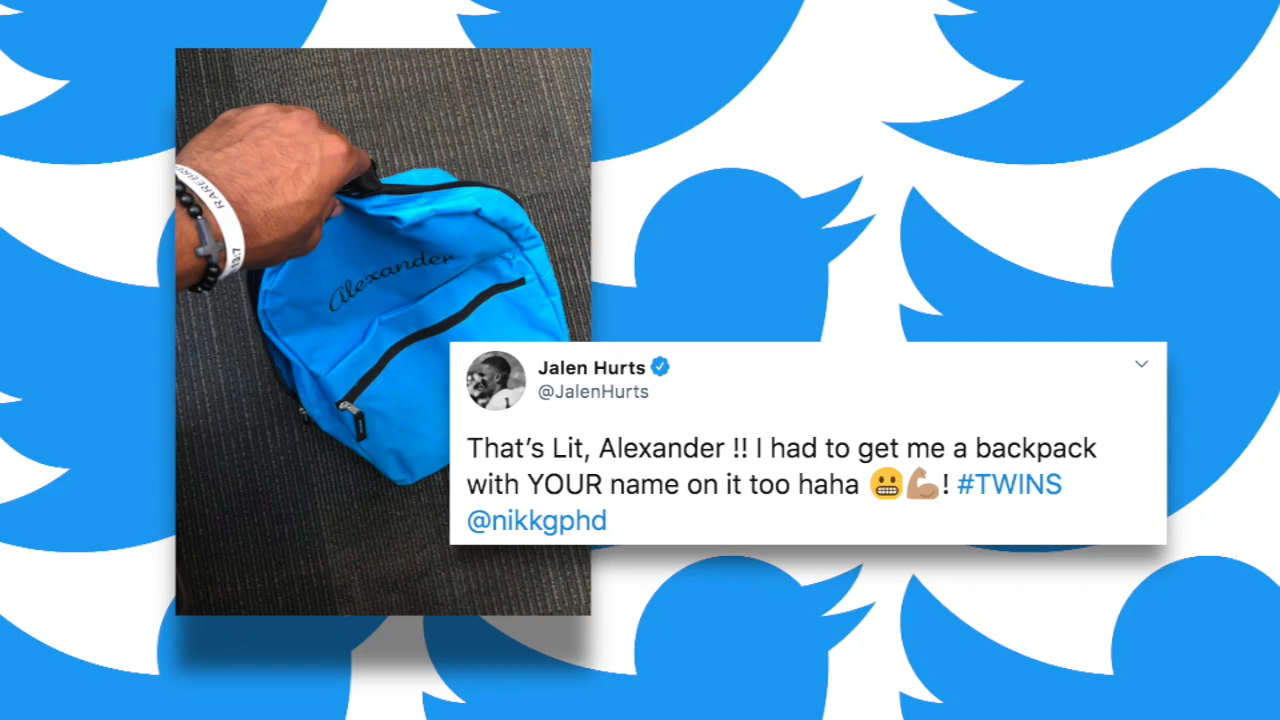 RAREBRE
Alexander
Jalen Hurts
@JalenHurts
That's Lit, Alexander !! I had to get me a backpack
with YOUR name on it too haha 😬💪🏽! #TWINS
@nikkgphd